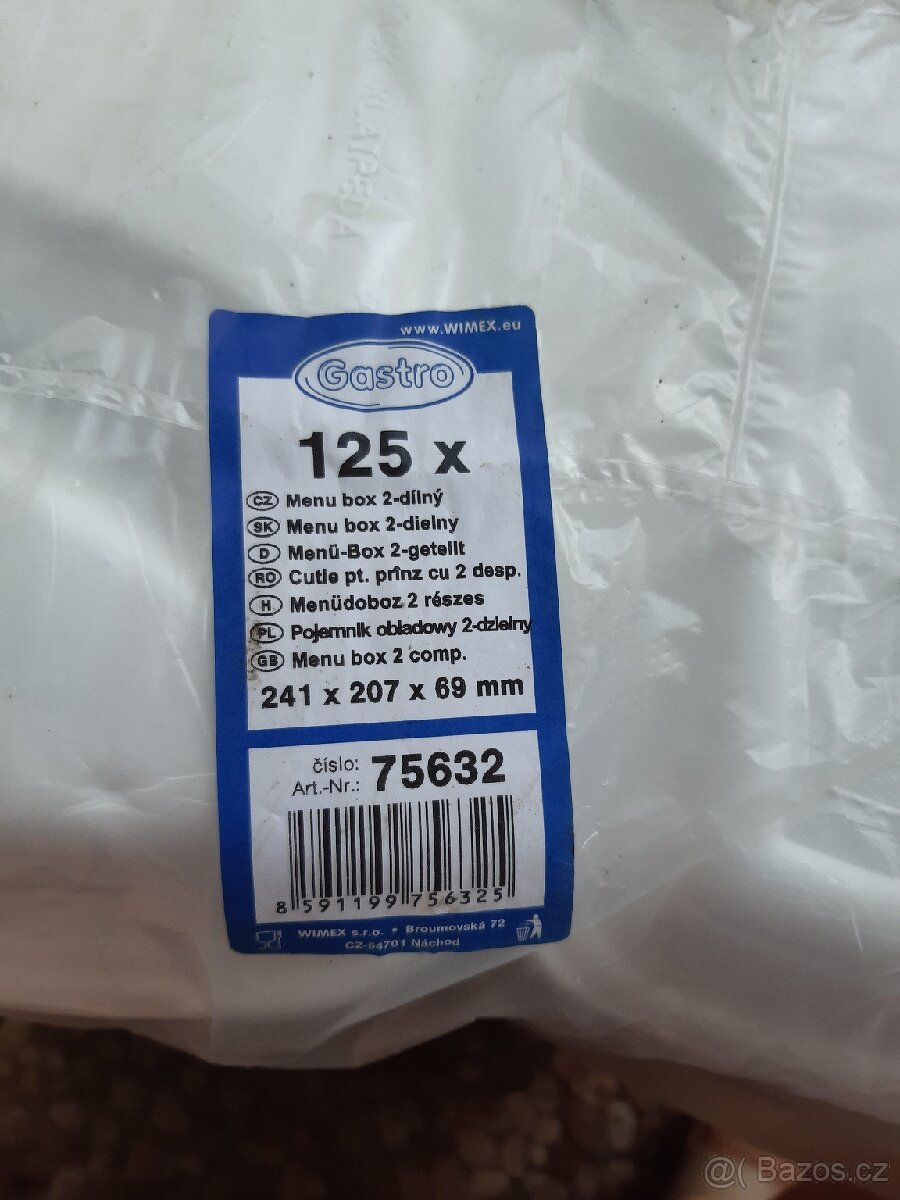 www.WIMEX.eu
Gastro
125 x
CZ Menu box 2-dílný
SK Menu box 2-dielny
D Menü-Box 2-geteilt
RO Cutie pt. prînz cu 2 desp.
H Menüdoboz 2 részes
PL Pojemnik obiadowy 2-dzielny
GB Menu box 2 comp.
241 x 207 x 69 mm
číslo:
Art.-Nr.: 75632
8 591199 756325
WIMEX s.r.o. • Broumovská 72
CZ-54701 Náchod
@( Bazos.cz